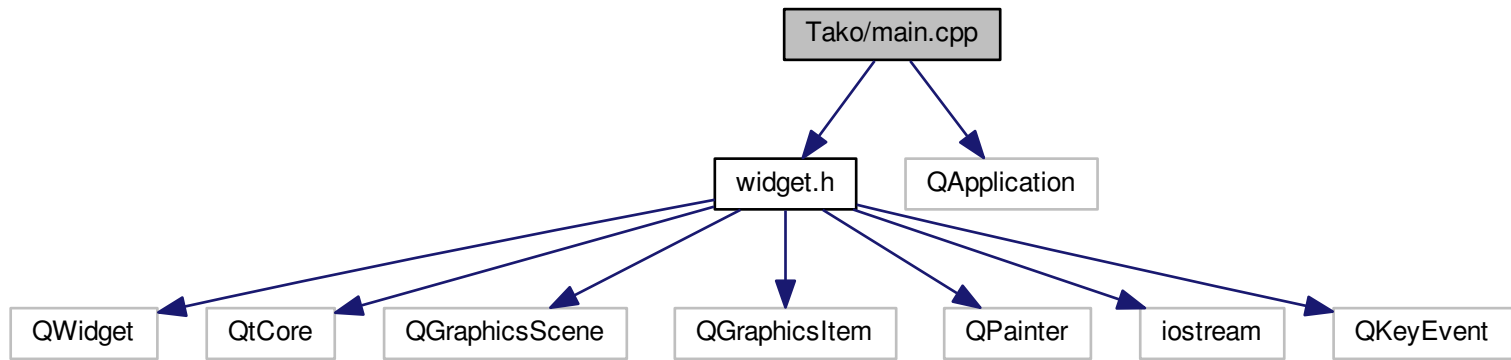 Tako/main.cpp
widget.h
QApplication
QWidget
QtCore
QGraphicsScene
QGraphicsItem
QPainter
iostream
QKeyEvent